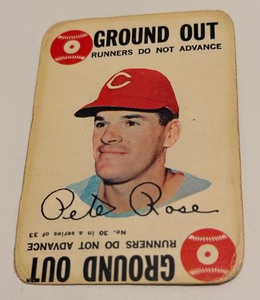 GROUND OUT
RUNNERS DO NOT ADVANCE
C
Pete Rose
No. 30 in a series of 33
RUNNERS DO NOT ADVANCE
GROUND OUT